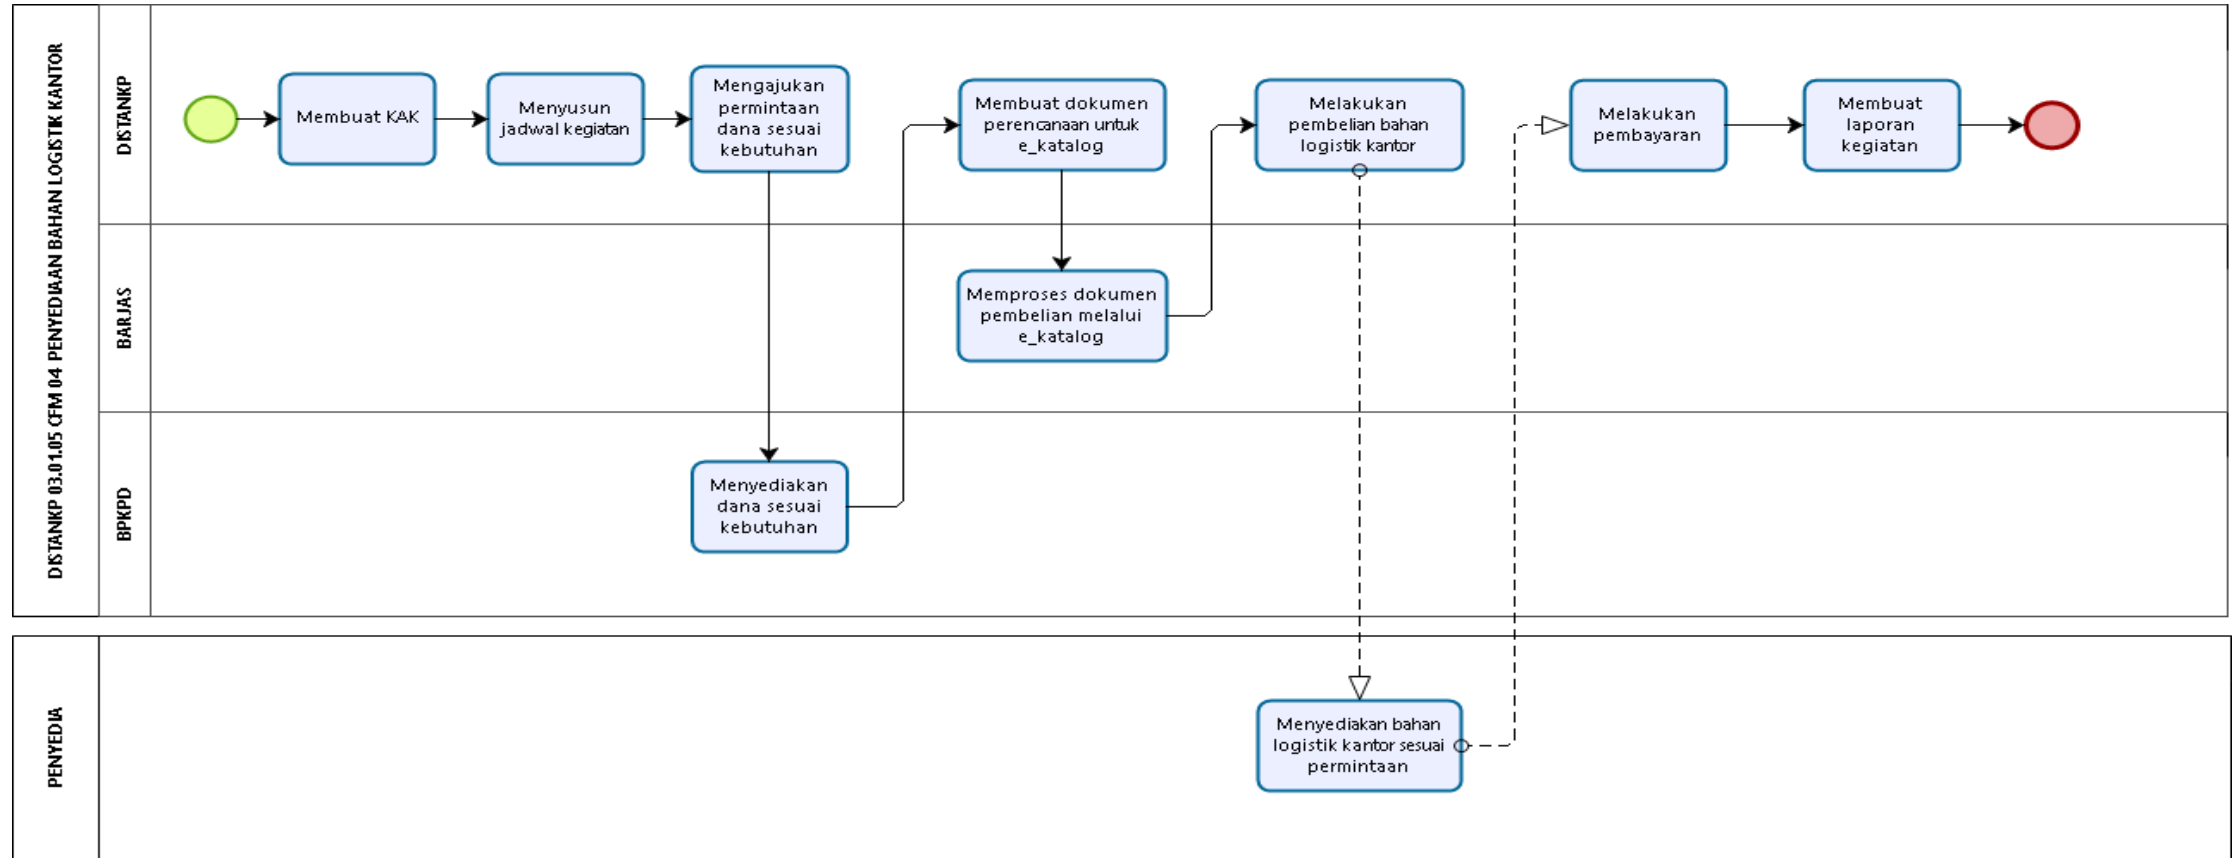 DISTANKP 03.01.05 CFM 04 PENYEDIAAN BAHAN LOGISTIK KANTOR
DISTANKP
Membuat KAK
Menyusun
jadwal kegiatan
Mengajukan
permintaan
dana sesuai
kebutuhan
Membuat dokumen
perencanaan untuk
e_katalog
Melakukan
pembelian bahan
logistik kantor
Melakukan
pembayaran
Membuat
laporan
kegiatan
BARJAS
Memproses dokumen
pembelian melalui
e_katalog
BPKPD
Menyediakan
dana sesuai
kebutuhan
PENYEDIA
Menyediakan bahan
logistik kantor sesuai
permintaan